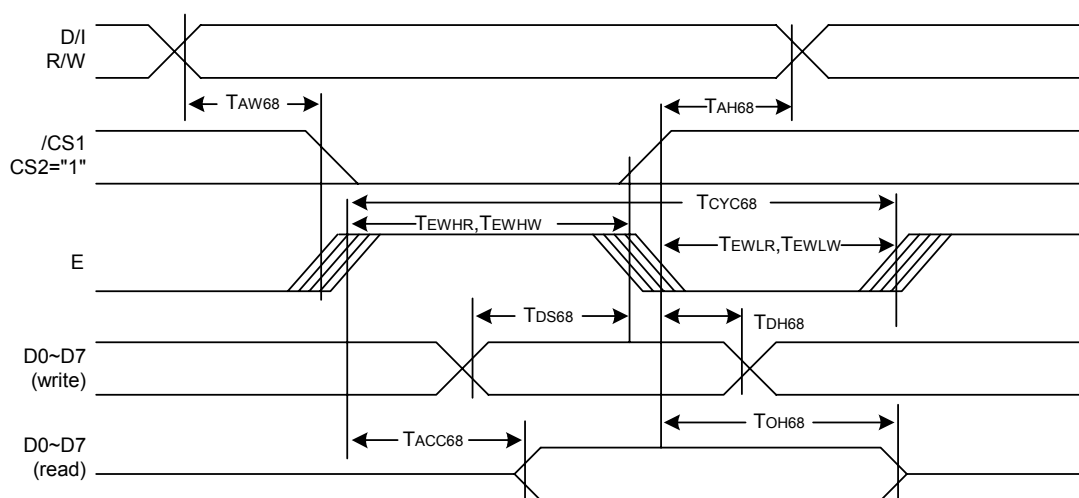 D/I
R/W
TAW68
TAH68
/CS1
CS2="1"
TCYC68
TEWHR,TEWHW
TEWLR,TEWLW
E
TDS68
TDH68
D0~D7
(write)
TOH68
TACC68
D0~D7
(read)